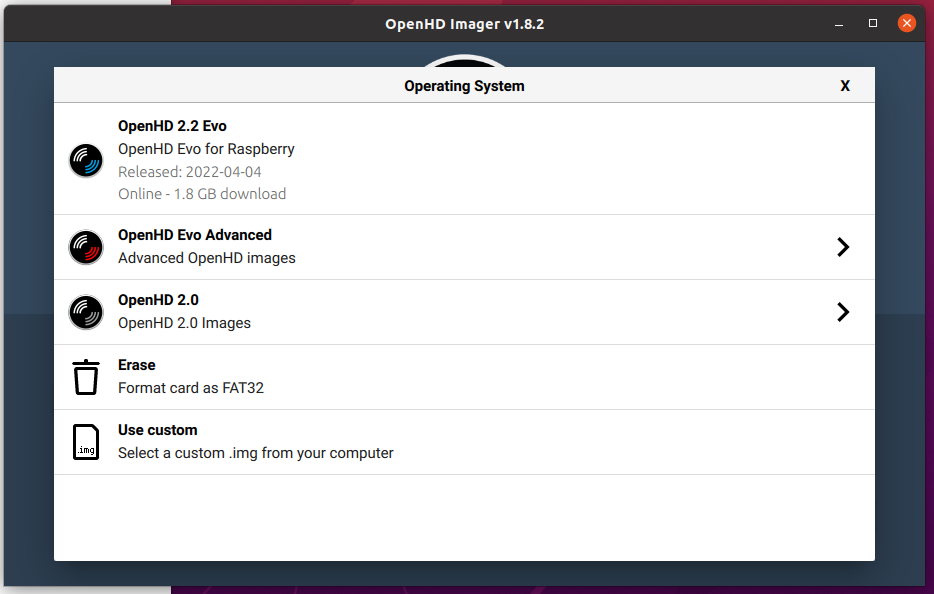 OpenHD Imager v1.8.2
Operating System
X
OpenHD 2.2 Evo
OpenHD Evo for Raspberry
Released: 2022-04-04
Online - 1.8 GB download
OpenHD Evo Advanced
Advanced OpenHD images
OpenHD 2.0
OpenHD 2.0 Images
Erase
Format card as FAT32
.img
Use custom
Select a custom .img from your computer